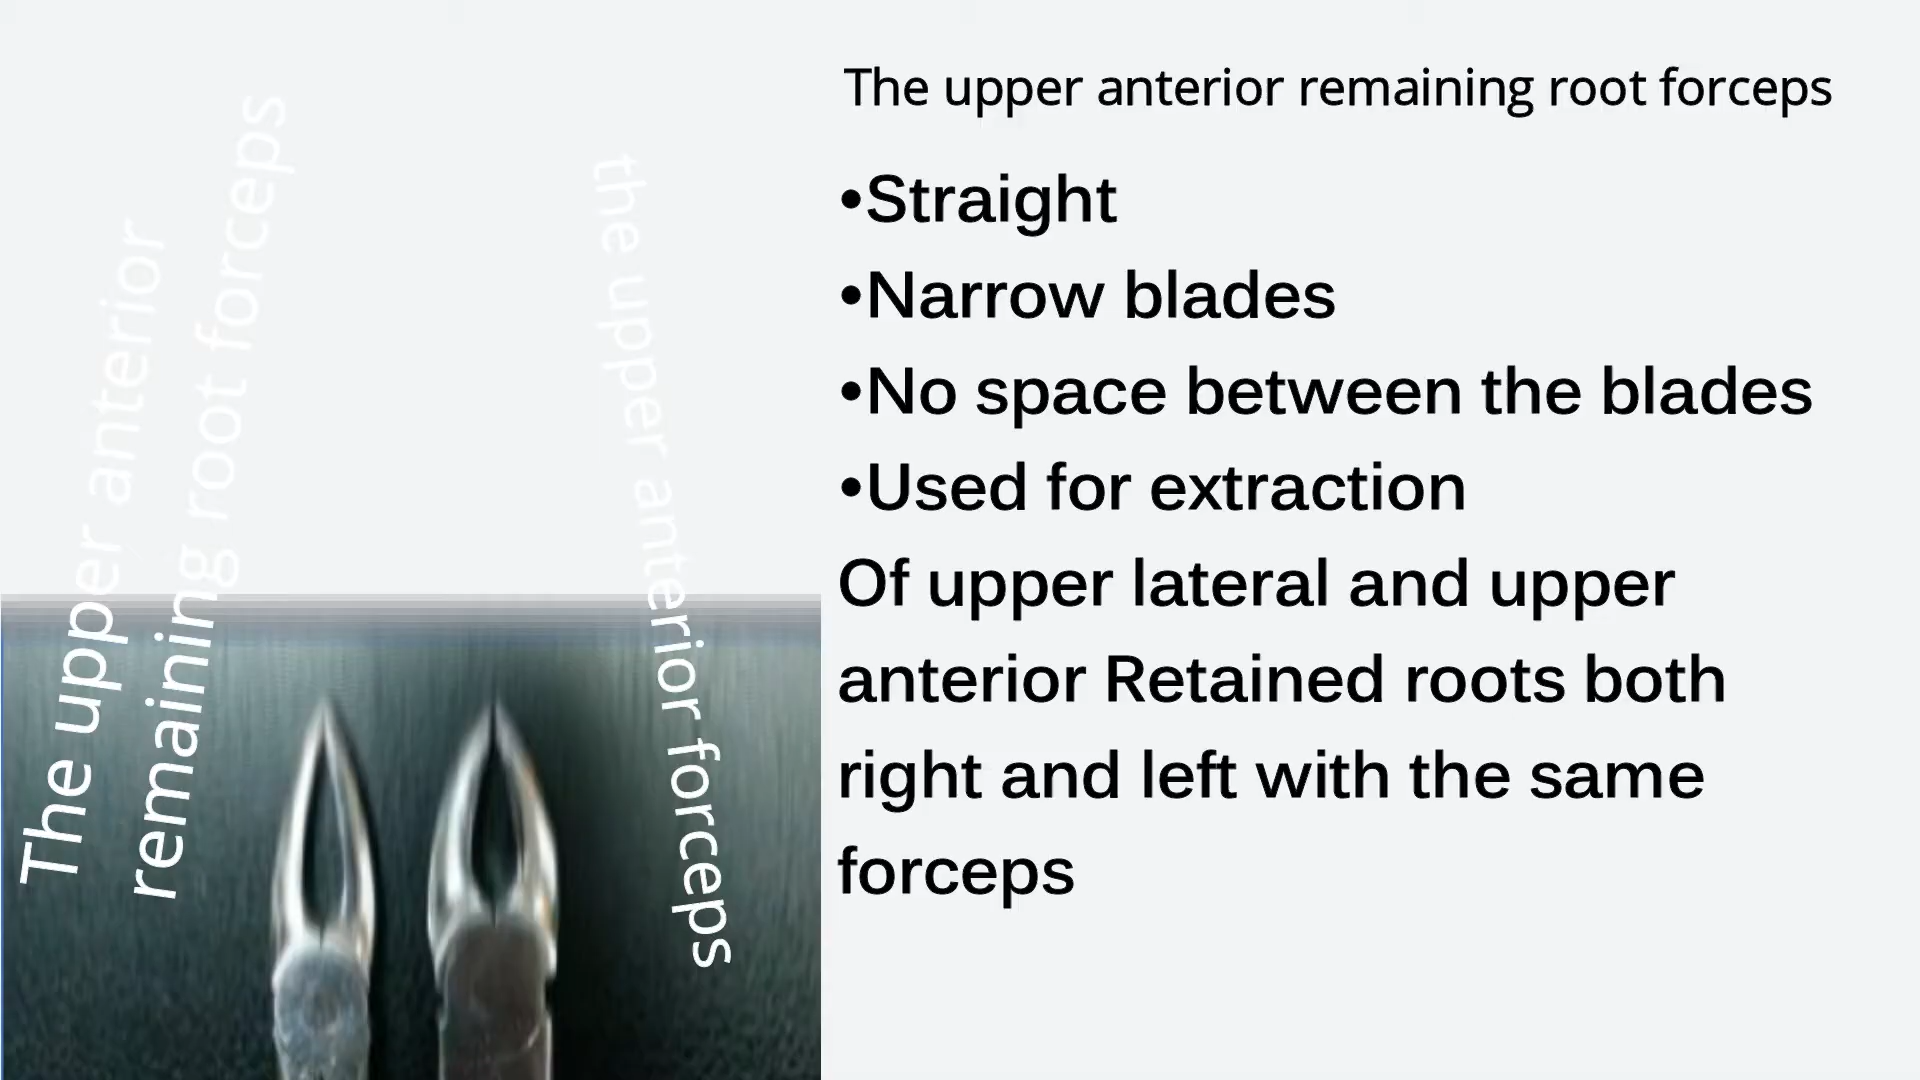 The upper anterior remaining root forceps
•Straight
•Narrow blades
•No space between the blades
•Used for extraction
Of upper lateral and upper
anterior Retained roots both
right and left with the same
forceps
The upper anterior
remaining root forceps
the upper anterior forceps